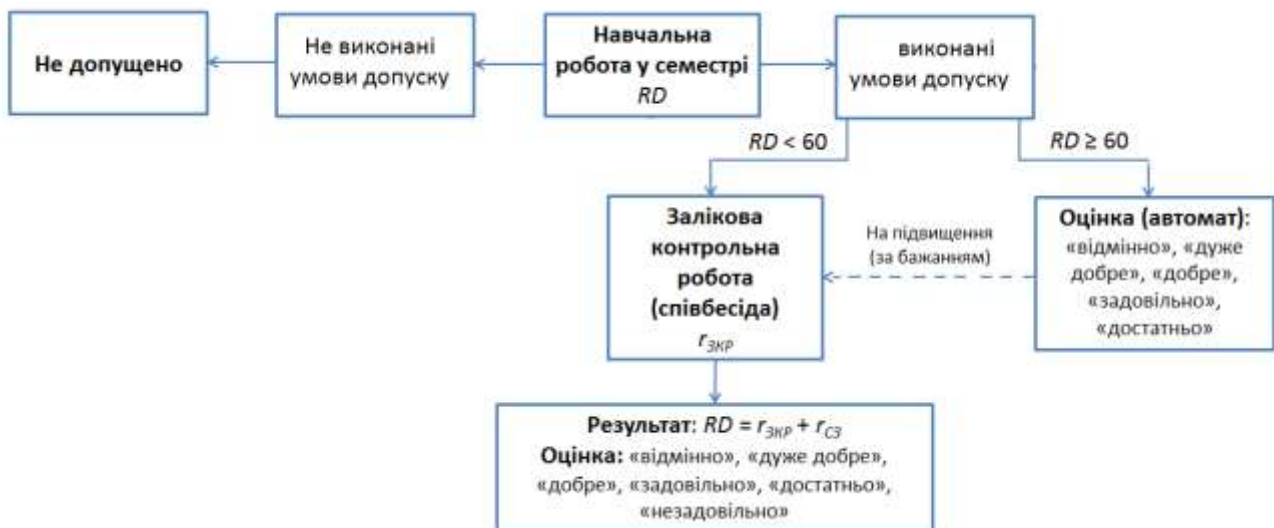 Не допущено
Не виконані
умови допуску
Навчальна
робота у семестрі
RD
виконані
умови допуску
RD < 60
RD ≥ 60
Залікова
контрольна
робота
(співбесіда)
rЗКР
На підвищення
(за бажанням)
Оцінка (автомат):
«відмінно», «дуже
добре», «добре»,
«задовільно»,
«достатньо»
Результат: RD = rЗКР + rСЗ
Оцінка: «відмінно», «дуже добре»,
«добре», «задовільно», «достатньо»,
«незадовільно»